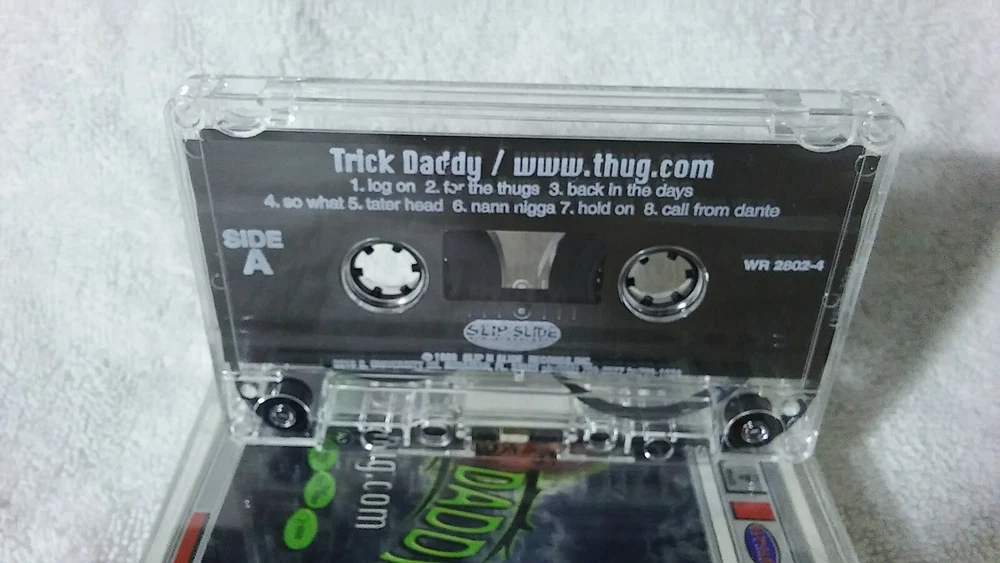 Trick Daddy / www.thug.com
1. log on 2. for the thugs 3. back in the days
4. so what 5. tater head 6. nann nigga 7. hold on 8. call from dante
SIDE
A
WR 2802-4
SLIP-SLIDE
g.com
DADDY